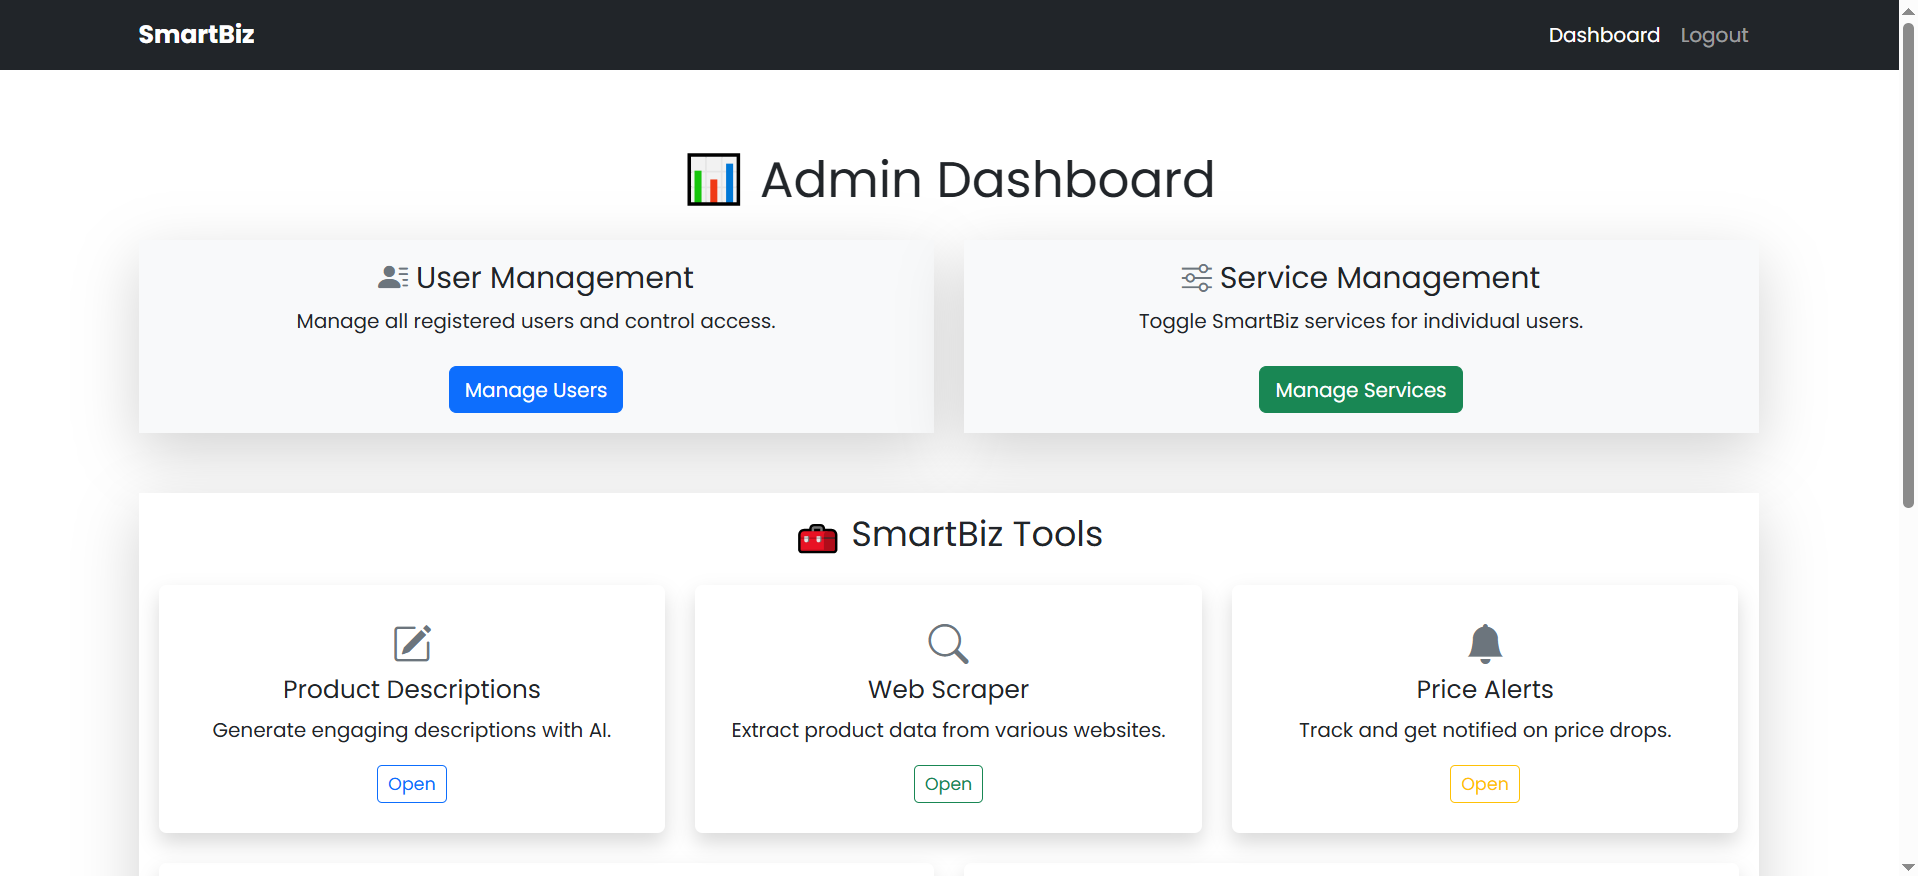 SmartBiz
Dashboard Logout
Admin Dashboard
User Management
Manage all registered users and control access.
Manage Users
Service Management
Toggle SmartBiz services for individual users.
Manage Services
SmartBiz Tools
Product Descriptions
Generate engaging descriptions with AI.
Open
Web Scraper
Extract product data from various websites.
Open
Price Alerts
Track and get notified on price drops.
Open